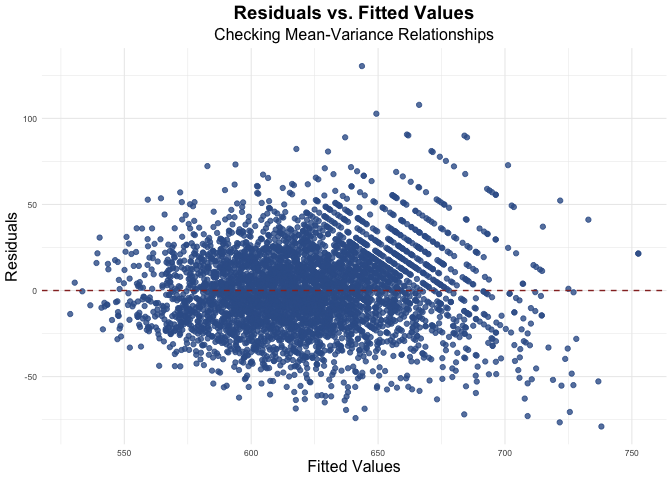 Residuals vs. Fitted Values
Checking Mean-Variance Relationships
100
50
0
-50
Residuals
550
600
650
700
750
Fitted Values